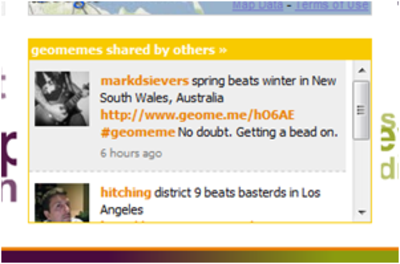 Map Data - Terms of Use
geomemes shared by others »
markdsievers spring beats winter in New
South Wales, Australia
http://www.geome.me/hO6AE
#geomeme No doubt. Getting a bead on.
6 hours ago
hitching district 9 beats basterds in Los
Angeles